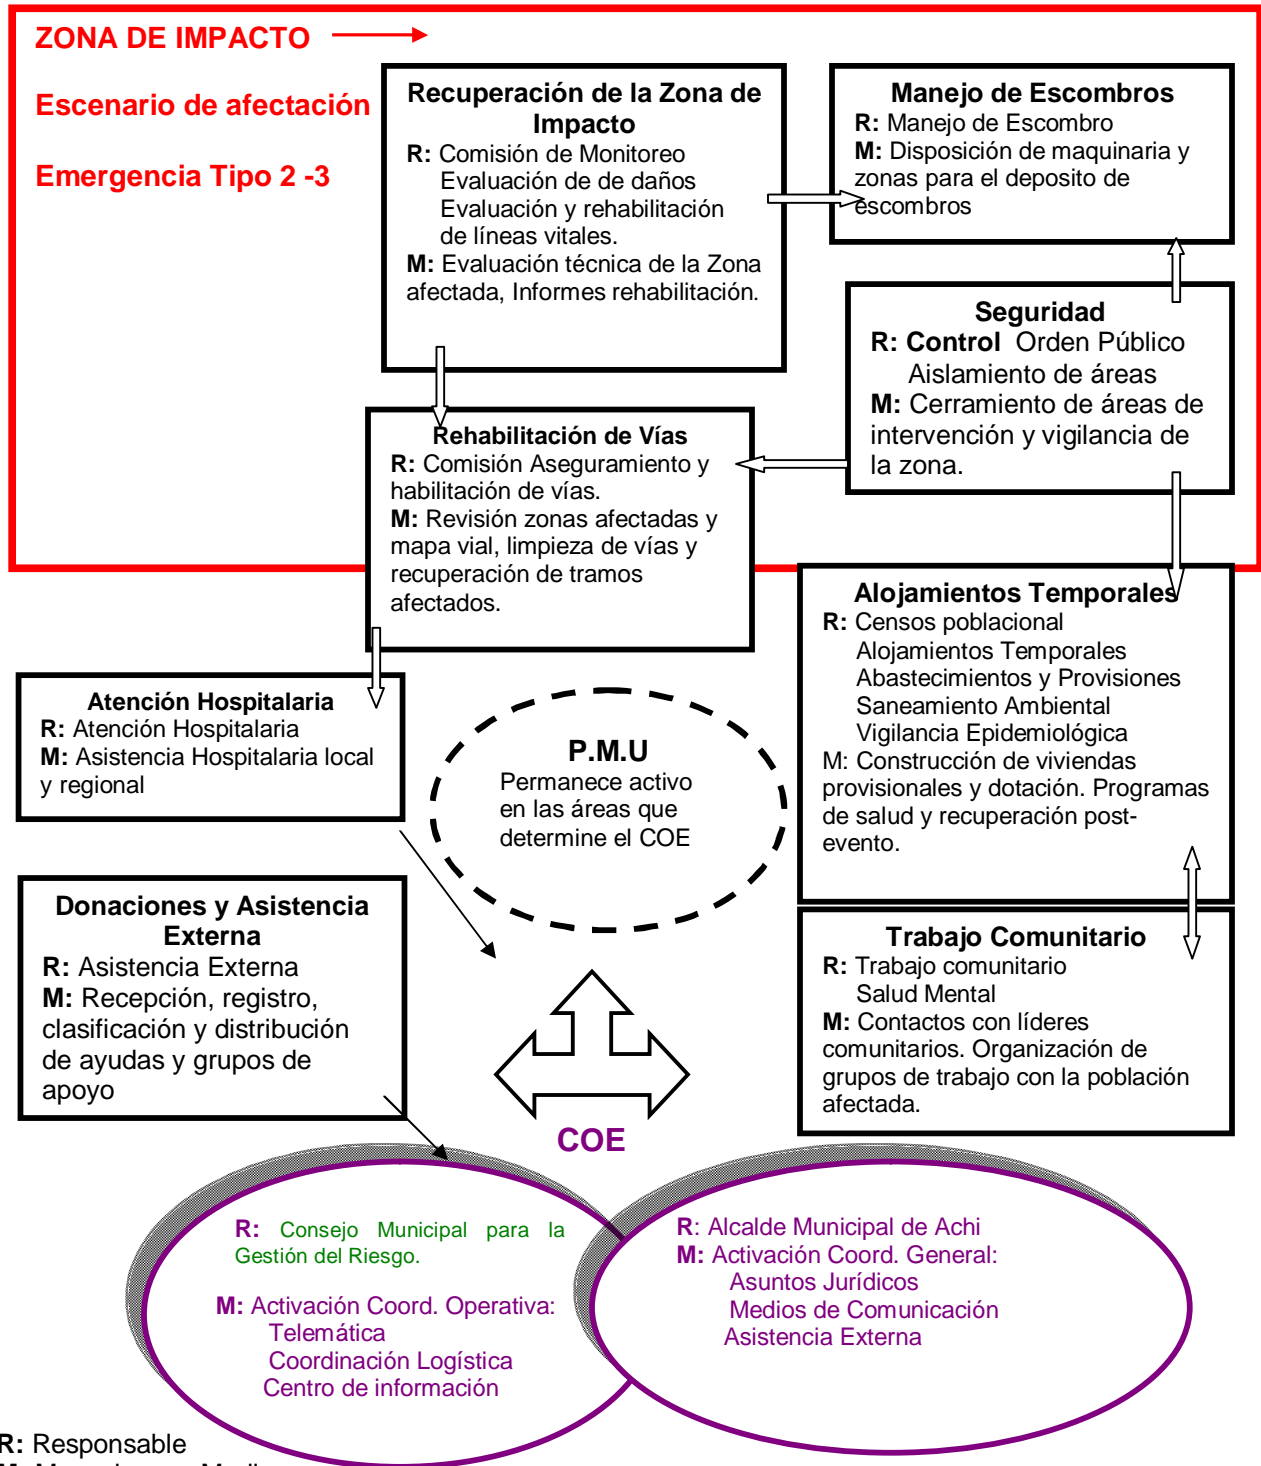 ZONA DE IMPACTO
Escenario de afectación
Emergencia Tipo 2 -3
Recuperación de la Zona de
Impacto
R: Comisión de Monitoreo
Evaluación de de daños
Evaluación y rehabilitación
de líneas vitales.
M: Evaluación técnica de la Zona
afectada, Informes rehabilitación.
Manejo de Escombros
R: Manejo de Escombro
M: Disposición de maquinaria y
zonas para el deposito de
escombros
Seguridad
R: Control Orden Público
Aislamiento de áreas
M: Cerramiento de áreas de
intervención y vigilancia de
la zona.
Rehabilitación de Vías
R: Comisión Aseguramiento y
habilitación de vías.
M: Revisión zonas afectadas y
mapa vial, limpieza de vías y
recuperación de tramos
afectados.
Alojamientos Temporales
R: Censos poblacional
Alojamientos Temporales
Abastecimientos y Provisiones
Saneamiento Ambiental
Vigilancia Epidemiológica
M: Construcción de viviendas
provisionales y dotación. Programas
de salud y recuperación post-
evento.
Atención Hospitalaria
R: Atención Hospitalaria
M: Asistencia Hospitalaria local
y regional
P.M.U
Permanece activo
en las áreas que
determine el COE
Donaciones y Asistencia
Externa
R: Asistencia Externa
M: Recepción, registro,
clasificación y distribución
de ayudas y grupos de
apoyo
Trabajo Comunitario
R: Trabajo comunitario
Salud Mental
M: Contactos con líderes
comunitarios. Organización de
grupos de trabajo con la población
afectada.
COE
R: Consejo Municipal para la
Gestión del Riesgo.
M: Activación Coord. Operativa:
Telemática
Coordinación Logística
Centro de información
R: Alcalde Municipal de Achi
M: Activación Coord. General:
Asuntos Jurídicos
Medios de Comunicación
Asistencia Externa
R: Responsable